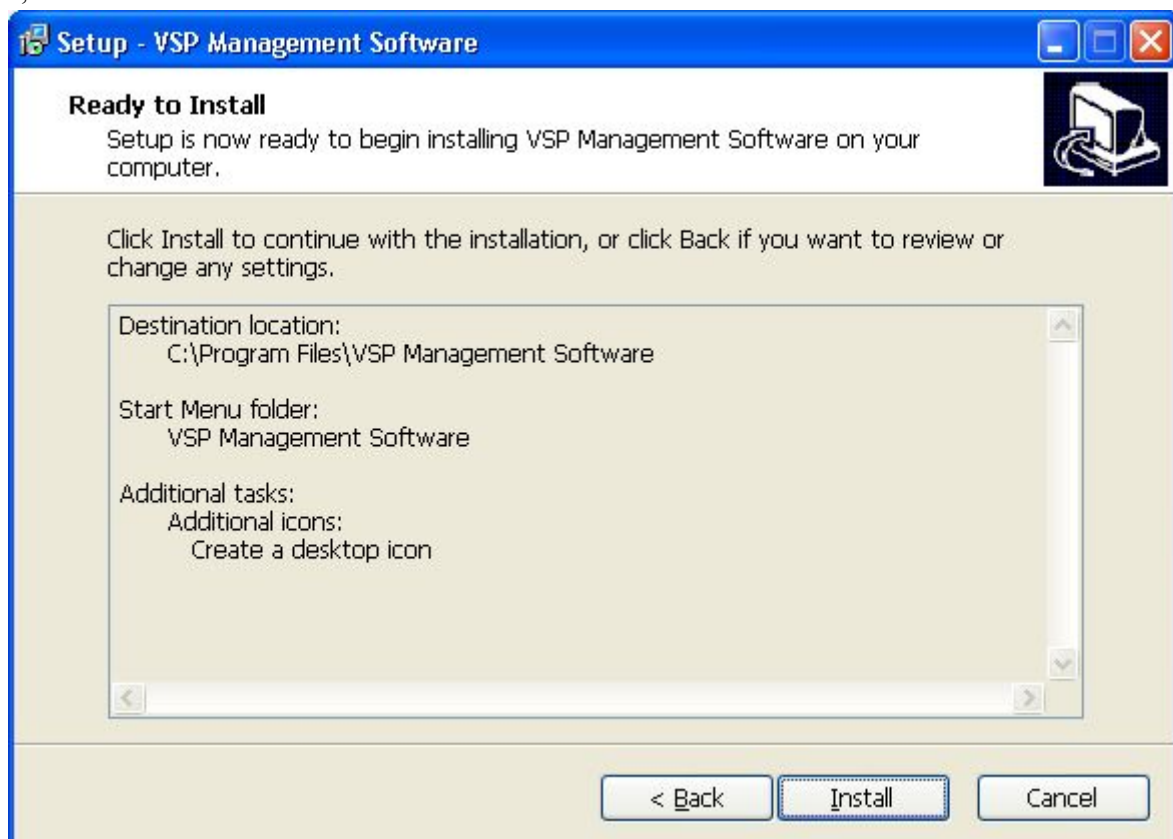 Setup - VSP Management Software
Ready to Install
Setup is now ready to begin installing VSP Management Software on your
computer.
Click Install to continue with the installation, or click Back if you want to review or
change any settings.
Destination location:
C:\Program Files\VSP Management Software
Start Menu folder:
VSP Management Software
Additional tasks:
Additional icons:
Create a desktop icon
< Back
Install
Cancel